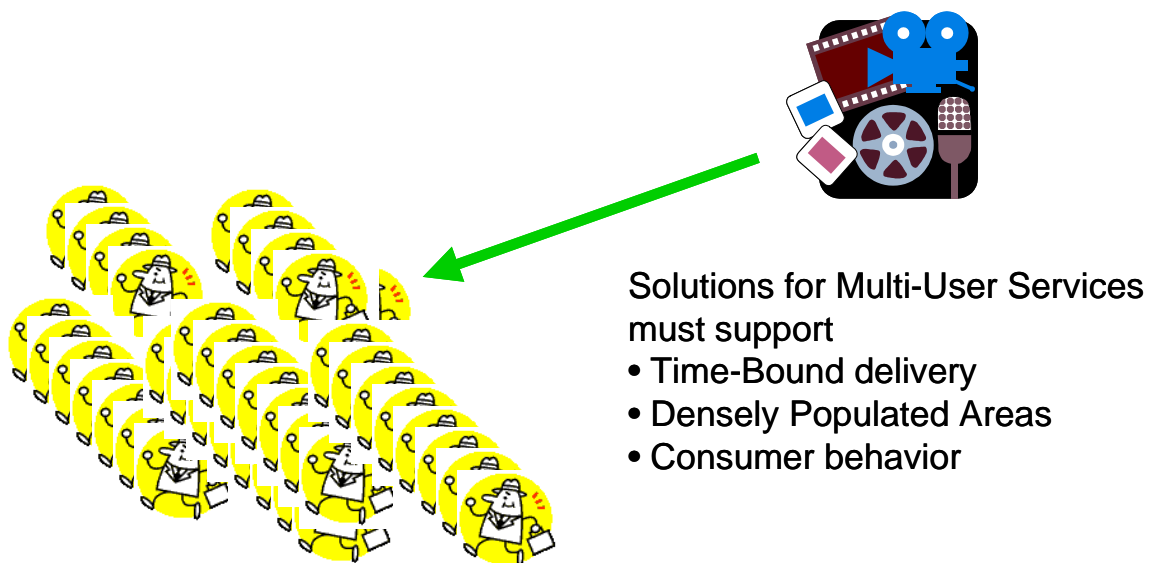 Solutions for Multi-User Services
must support
• Time-Bound delivery
• Densely Populated Areas
• Consumer behavior